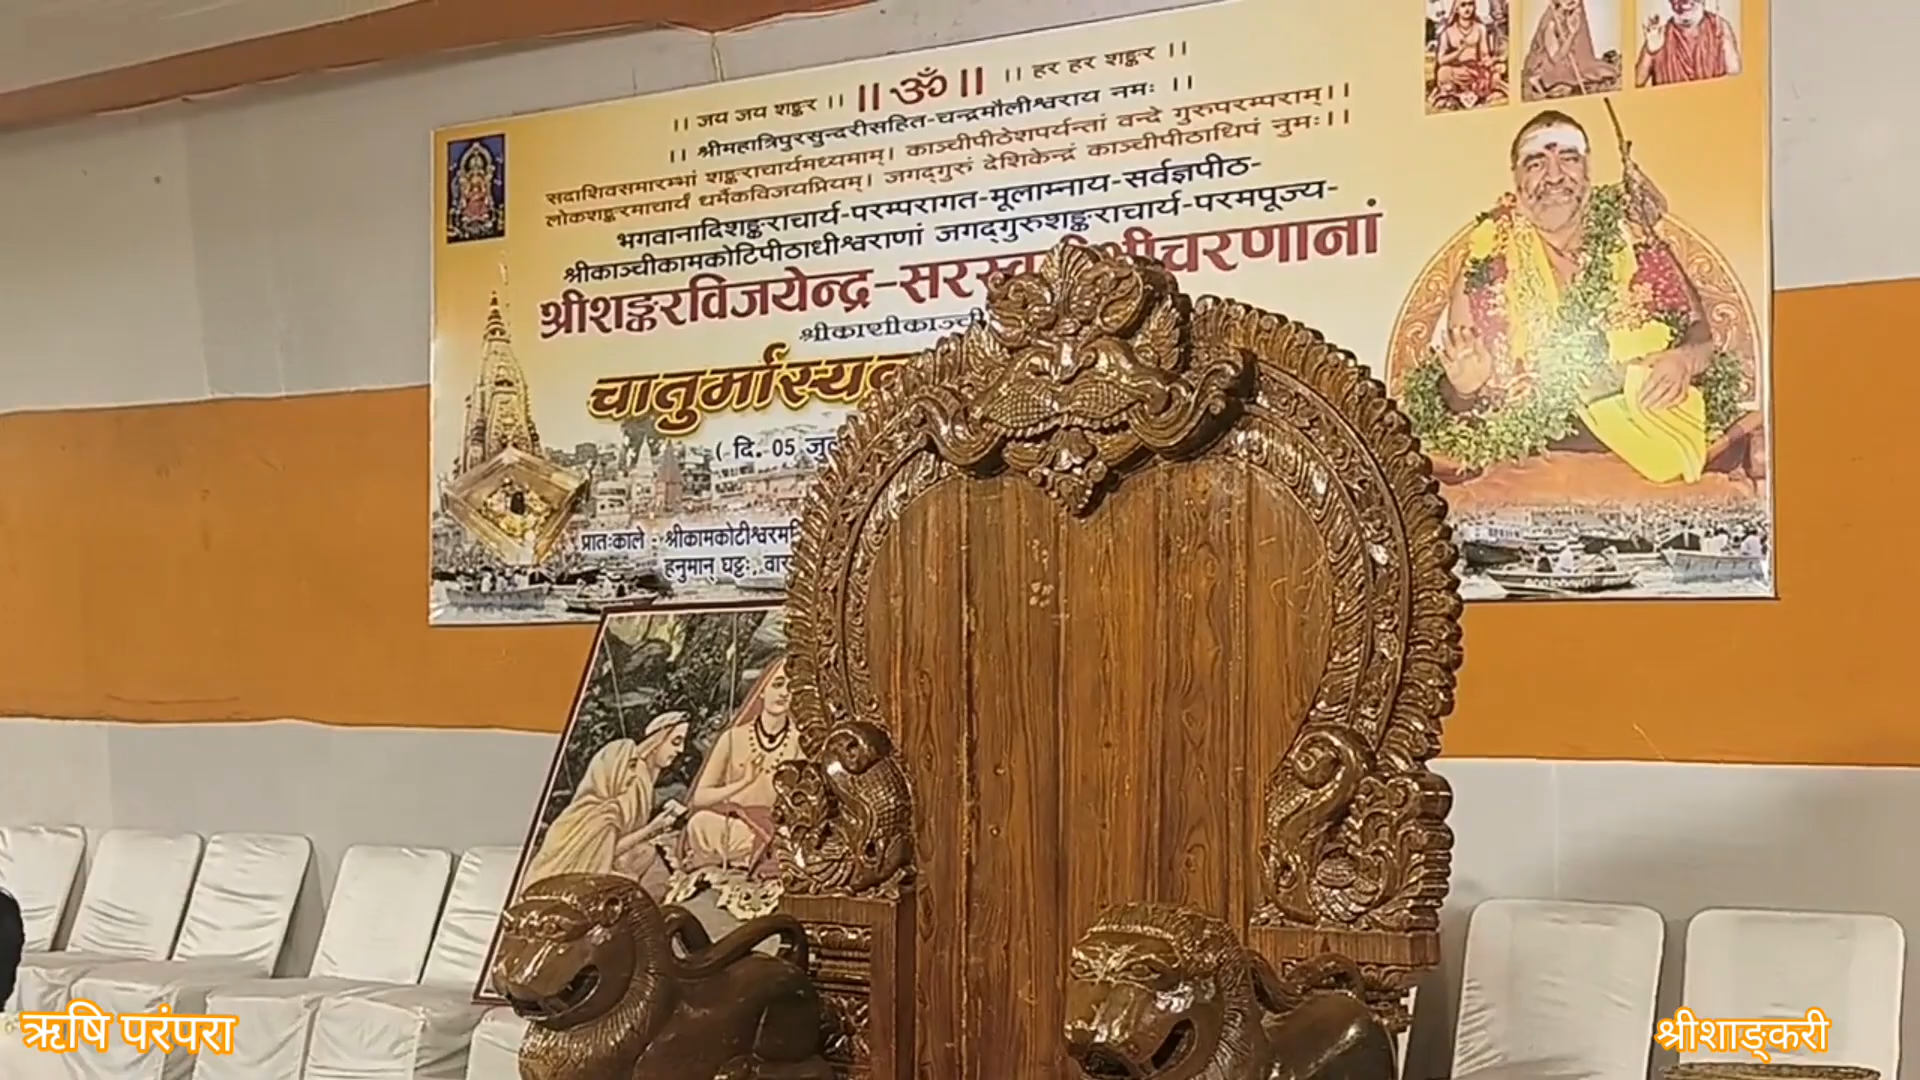 ।। जय जय शङ्कर ।। ||ॐ|| ।। हर हर शङ्कर ।।
।। श्रीमहात्रिपुरसुन्दरीसहित-चन्द्रमौलीश्वराय नमः ।।
सदाशिवसमारम्भां शङ्कराचार्यमध्यमाम्। काञ्चीपीठेशपर्यन्तां वन्दे गुरुपरम्पराम्।।
लोकशङ्करमाचार्यं धर्मैकविजयप्रियम्। जगद्‌गुरुं देशिकेन्द्रं काञ्चीपीठाधिपं नुमः।।
भगवानादिशङ्कराचार्य-परम्परागत-मूलाम्नाय-सर्वज्ञपीठ-
श्रीकाञ्चीकामकोटिपीठाधीश्वराणां जगद्‌गुरुशङ्कराचार्य-परमपूज्य-
श्रीशङ्करविजयेन्द्र-सरस्वतीश्रीचरणानां
श्रीकाशीकाञ्ची
चातुर्मास्य
( दि. 05 जु
प्रातःकाले - श्रीकामकोटीश्वरम
हनुमान् घट्टः, वा
ऋषि परंपरा
श्रीशाङ्करी